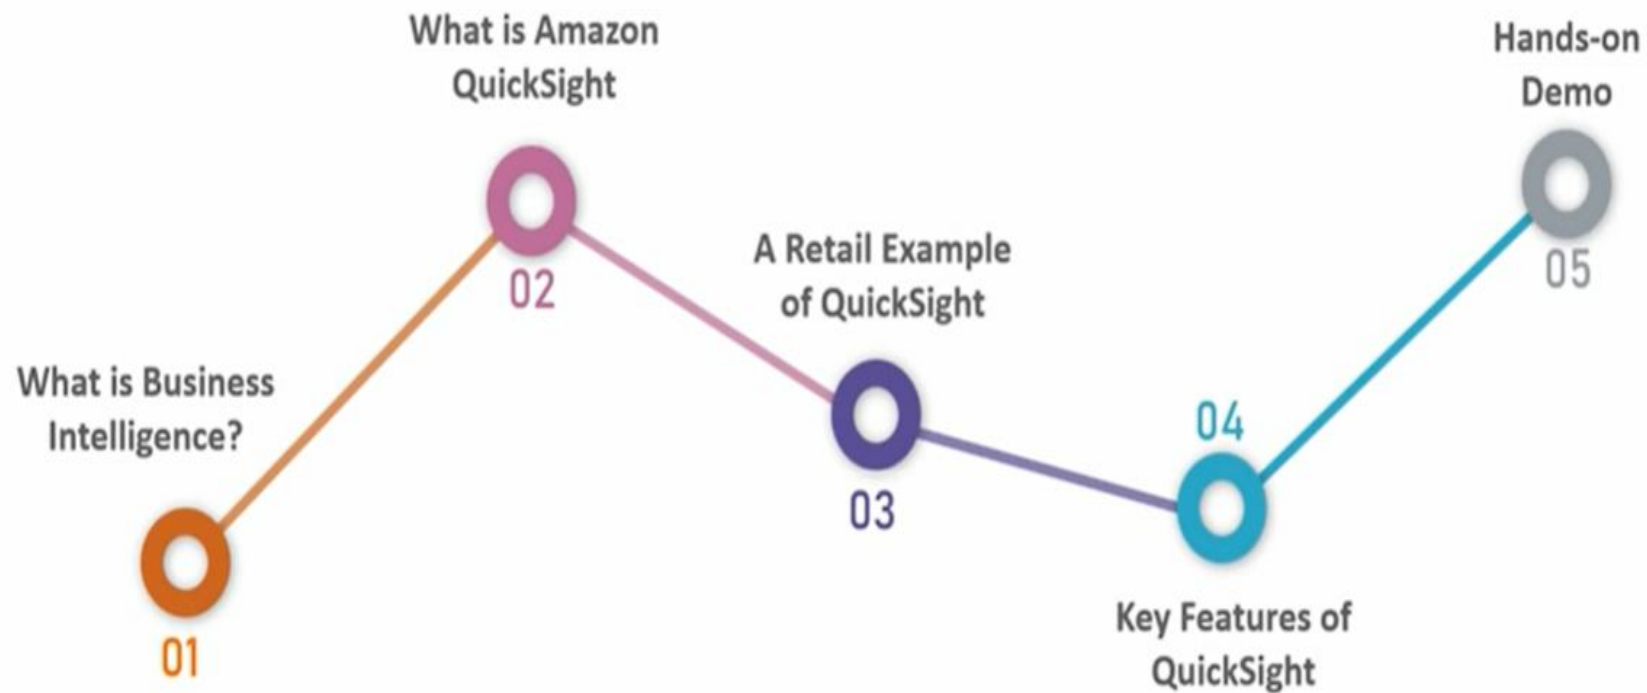 What is Business
Intelligence?
01
What is Amazon
QuickSight
02
A Retail Example
of QuickSight
03
04
Key Features of
QuickSight
Hands-on
Demo
05